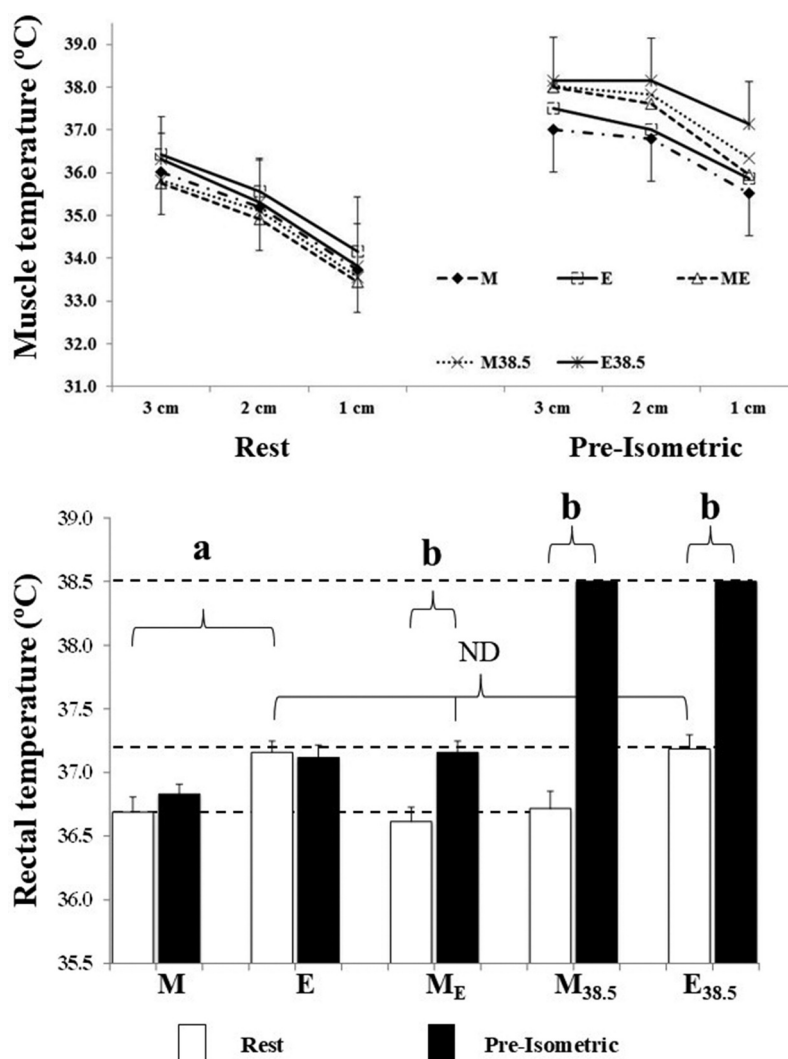 Muscle temperature (ºC)
39.0
38.0
37.0
36.0
35.0
34.0
33.0
32.0
31.0
M
E
ME
M38.5
E38.5
3 cm 2 cm 1 cm 3 cm 2 cm 1 cm
Rest Pre-Isometric
Rectal temperature (ºC)
39.0
38.5
38.0
37.5
37.0
36.5
36.0
35.5
a b b b
ND
M E ME M38.5 E38.5
Rest Pre-Isometric